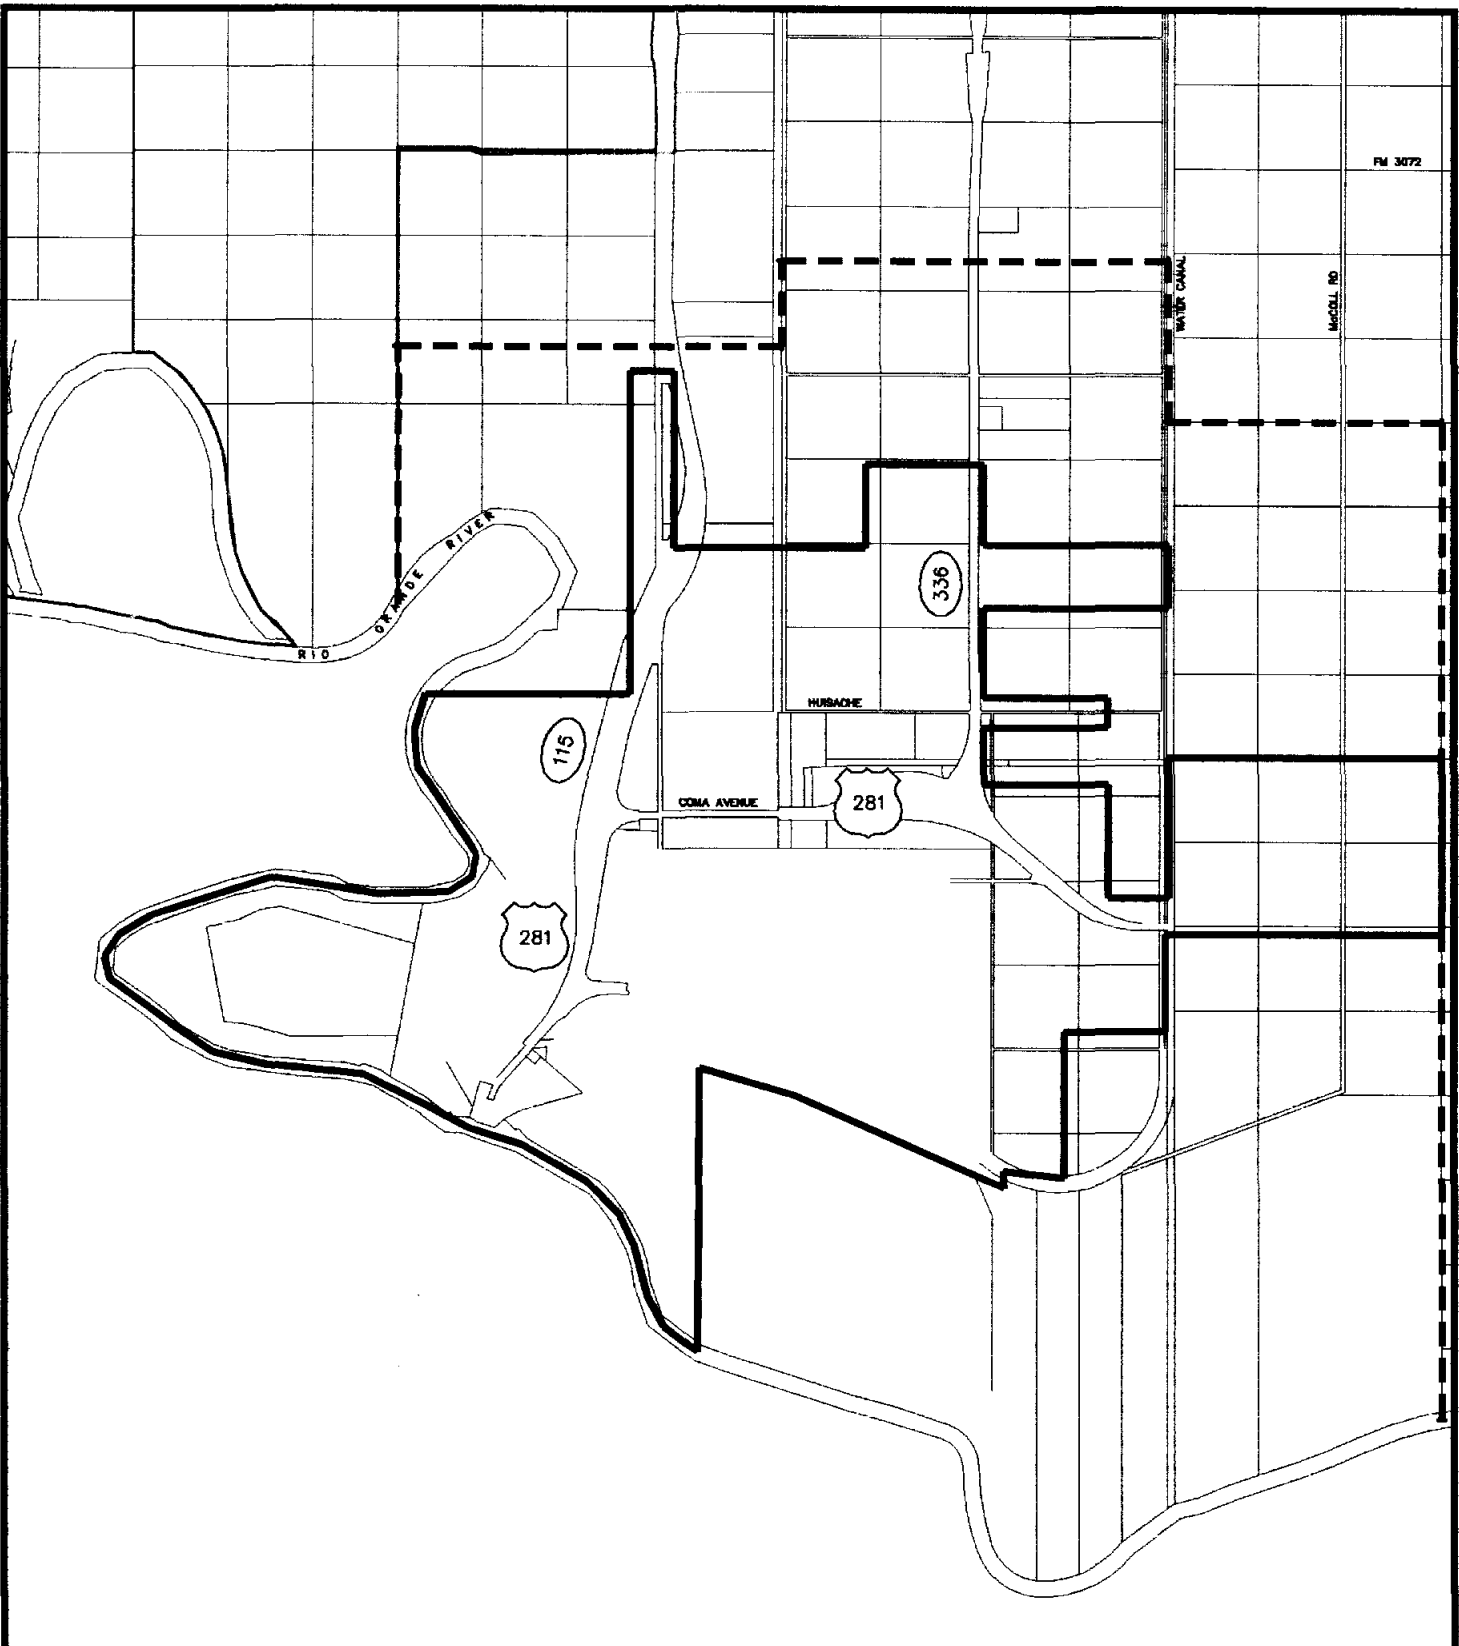 FM 3072
WATER CANAL
McCOLL RD
RIO GRANDE RIVER
336
HUISACHE
115
COMA AVENUE
281
281